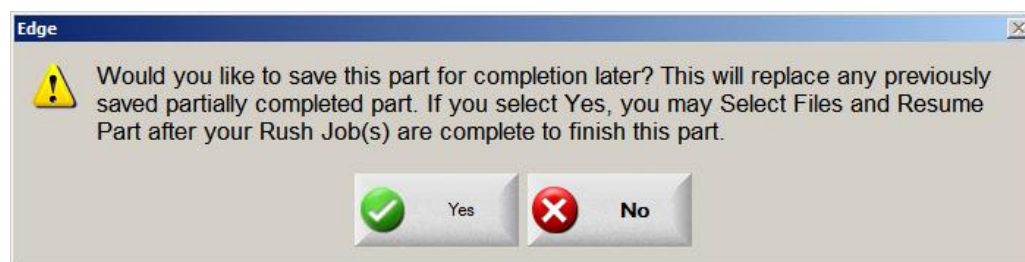 Edge
Would you like to save this part for completion later? This will replace any previously
saved partially completed part. If you select Yes, you may Select Files and Resume
Part after your Rush Job(s) are complete to finish this part.
Yes
No